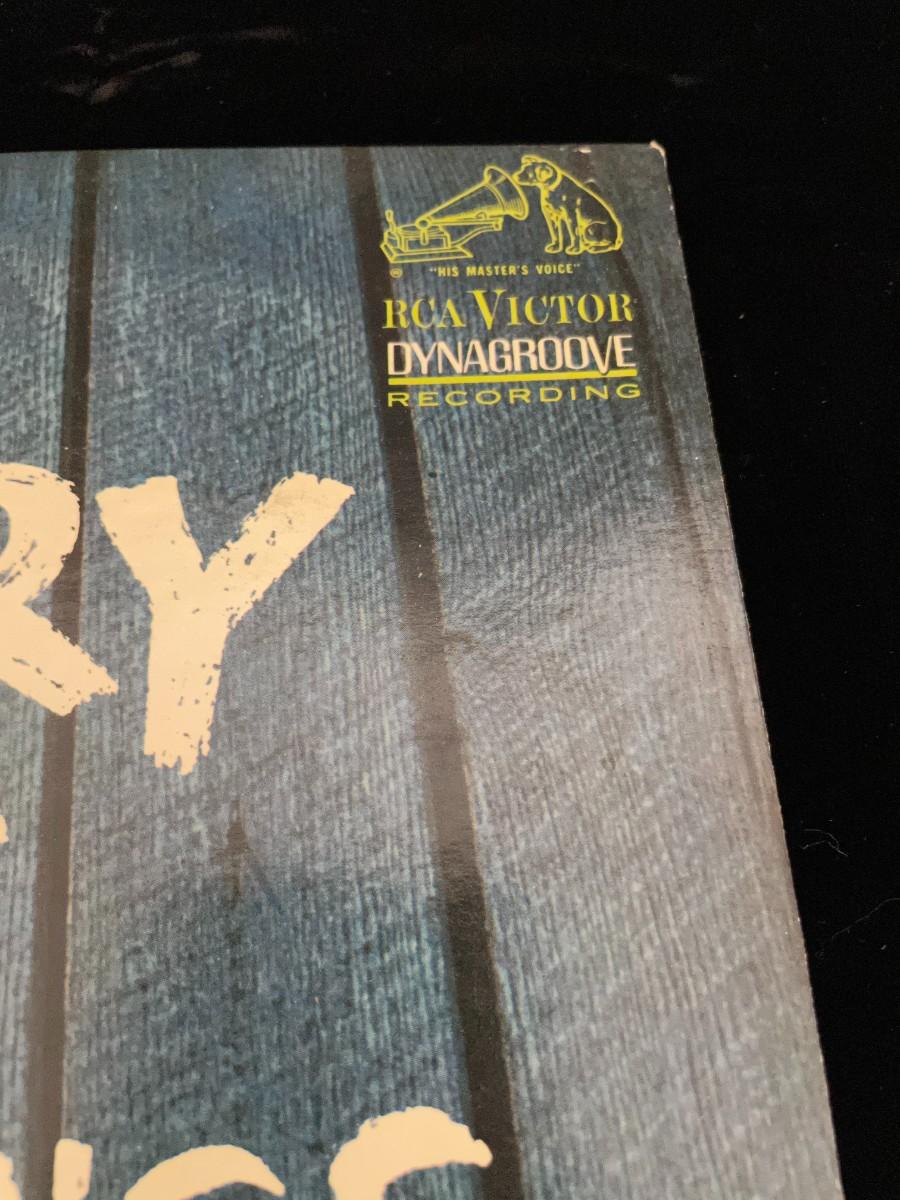 "HIS MASTER'S VOICE"
RCA VICTOR
DYNAGROOVE
RECORDING
RY